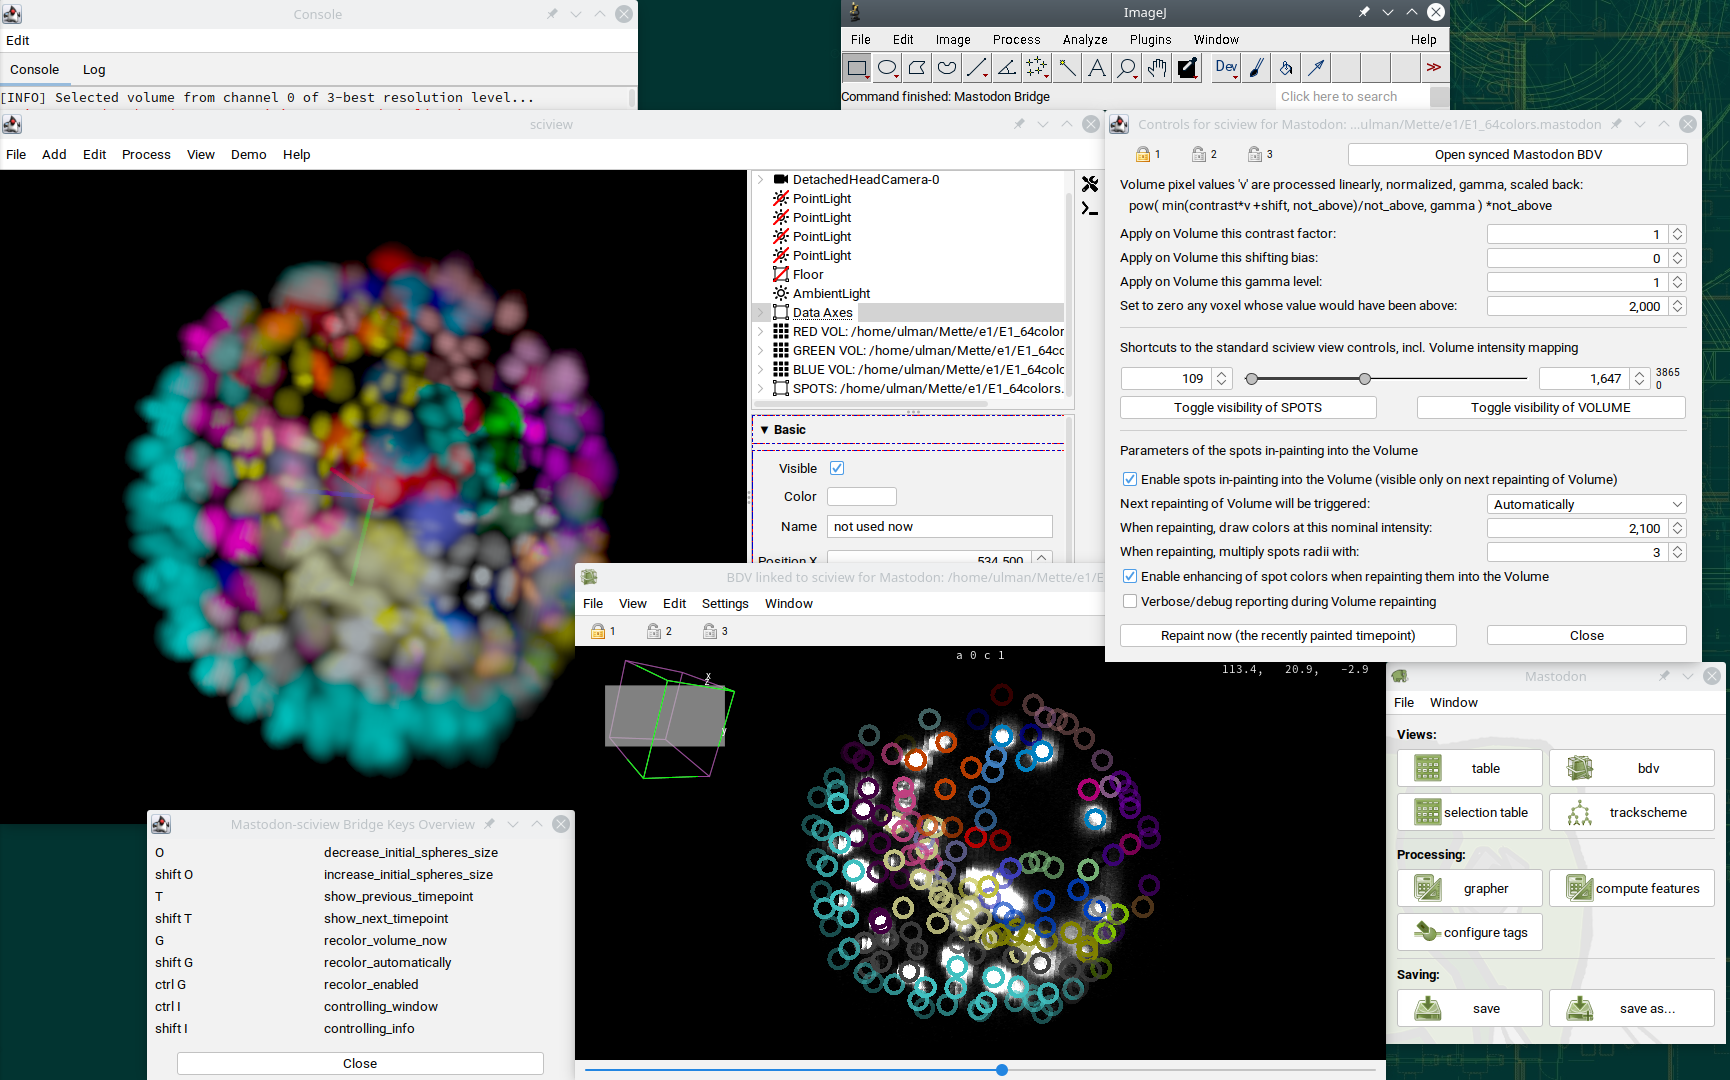 Console
Edit
Console Log
[INFO] Selected volume from channel 0 of 3-best resolution level...
ImageJ
File Edit Image Process Analyze Plugins Window Help
Dev
Command finished: Mastodon Bridge
Click here to search
sciview
File Add Edit Process View Demo Help
DetachedHeadCamera-0
PointLight
PointLight
PointLight
PointLight
Floor
AmbientLight
Data Axes
RED VOL: /home/ulman/Mette/e1/E1_64color
GREEN VOL: /home/ulman/Mette/e1/E1_64co
BLUE VOL: /home/ulman/Mette/e1/E1_64colo
SPOTS: /home/ulman/Mette/e1/E1_64colors.
Basic
Visible
Color
Name not used now
Position X 534.500
Controls for sciview for Mastodon: ...ulman/Mette/e1/E1_64colors.mastodon
1 2 3 Open synced Mastodon BDV
Volume pixel values 'v' are processed linearly, normalized, gamma, scaled back:
pow( min(contrast*v +shift, not_above)/not_above, gamma ) *not_above
Apply on Volume this contrast factor: 1
Apply on Volume this shifting bias: 0
Apply on Volume this gamma level: 1
Set to zero any voxel whose value would have been above: 2,000
Shortcuts to the standard sciview view controls, incl. Volume intensity mapping
109 1,647 3865
0
Toggle visibility of SPOTS Toggle visibility of VOLUME
Parameters of the spots in-painting into the Volume
Enable spots in-painting into the Volume (visible only on next repainting of Volume)
Next repainting of Volume will be triggered: Automatically
When repainting, draw colors at this nominal intensity: 2,100
When repainting, multiply spots radii with: 3
Enable enhancing of spot colors when repainting them into the Volume
Verbose/debug reporting during Volume repainting
Repaint now (the recently painted timepoint) Close
BDV linked to sciview for Mastodon: /home/ulman/Mette/e1/E
File View Edit Settings Window
1 2 3
a 0 c 1
113.4, 20.9, -2.9
x
z
y
Mastodon
File Window
Views:
table bdv
selection table trackscheme
Processing:
grapher compute features
configure tags
Saving:
save save as...
Mastodon-sciview Bridge Keys Overview
O decrease_initial_spheres_size
shift O increase_initial_spheres_size
T show_previous_timepoint
shift T show_next_timepoint
G recolor_volume_now
shift G recolor_automatically
ctrl G recolor_enabled
ctrl I controlling_window
shift I controlling_info
Close